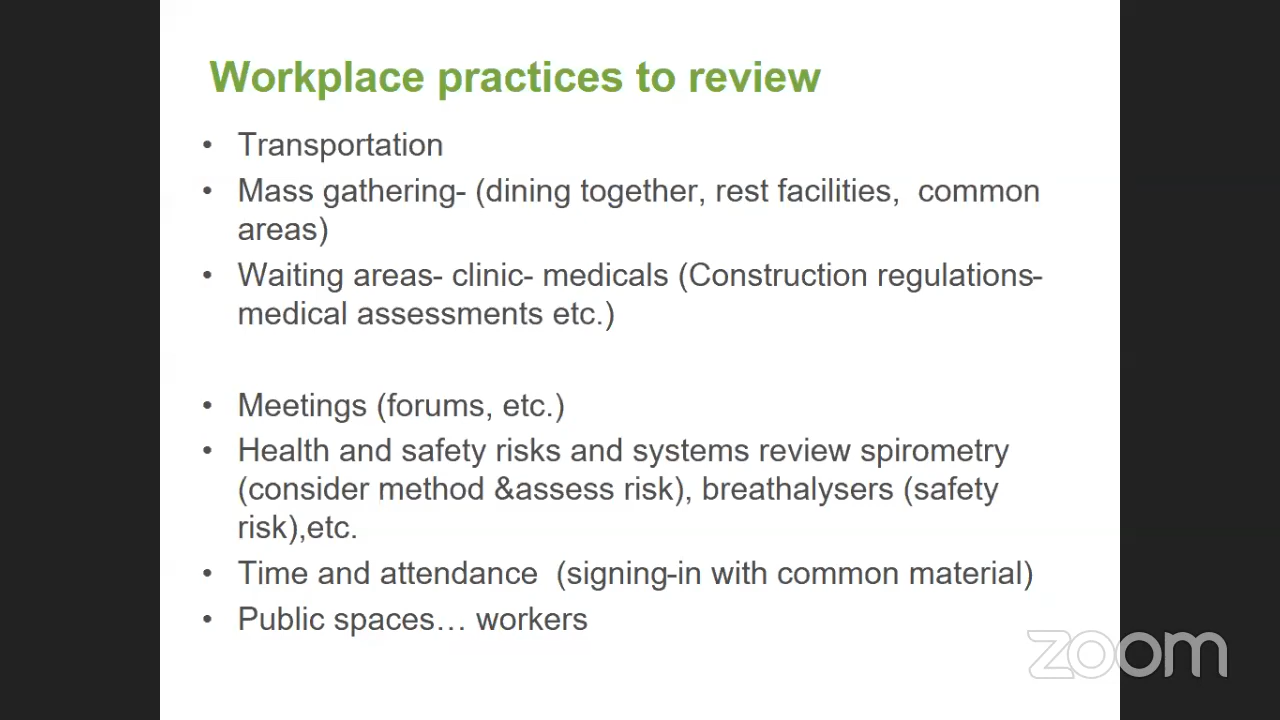 Workplace practices to review
• Transportation
• Mass gathering- (dining together, rest facilities,  common
areas)
• Waiting areas- clinic- medicals (Construction regulations-
medical assessments etc.)
• Meetings (forums, etc.)
• Health and safety risks and systems review spirometry
(consider method &assess risk), breathalysers (safety
risk),etc.
• Time and attendance  (signing-in with common material)
• Public spaces… workers
zoom